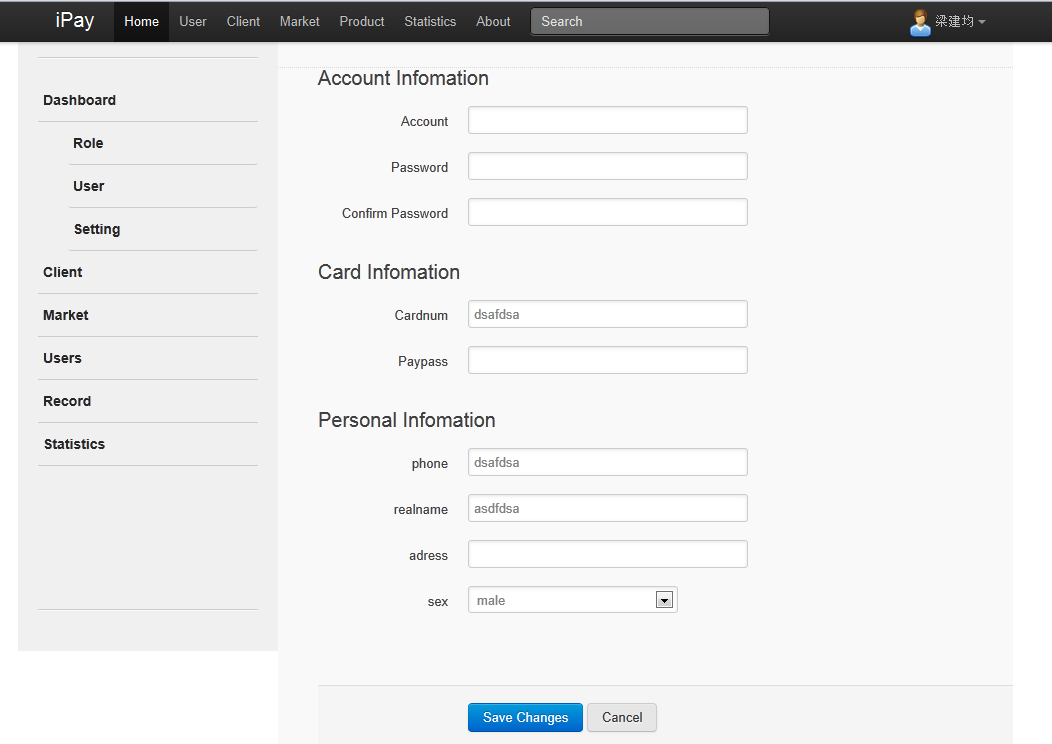 iPay Home User Client Market Product Statistics About Search 梁建均
Dashboard
Role
User
Setting
Client
Market
Users
Record
Statistics
Account Infomation
Account
Password
Confirm Password
Card Infomation
Cardnum dsafdsa
Paypass
Personal Infomation
phone dsafdsa
realname asdfdsa
adress
sex male
Save Changes Cancel